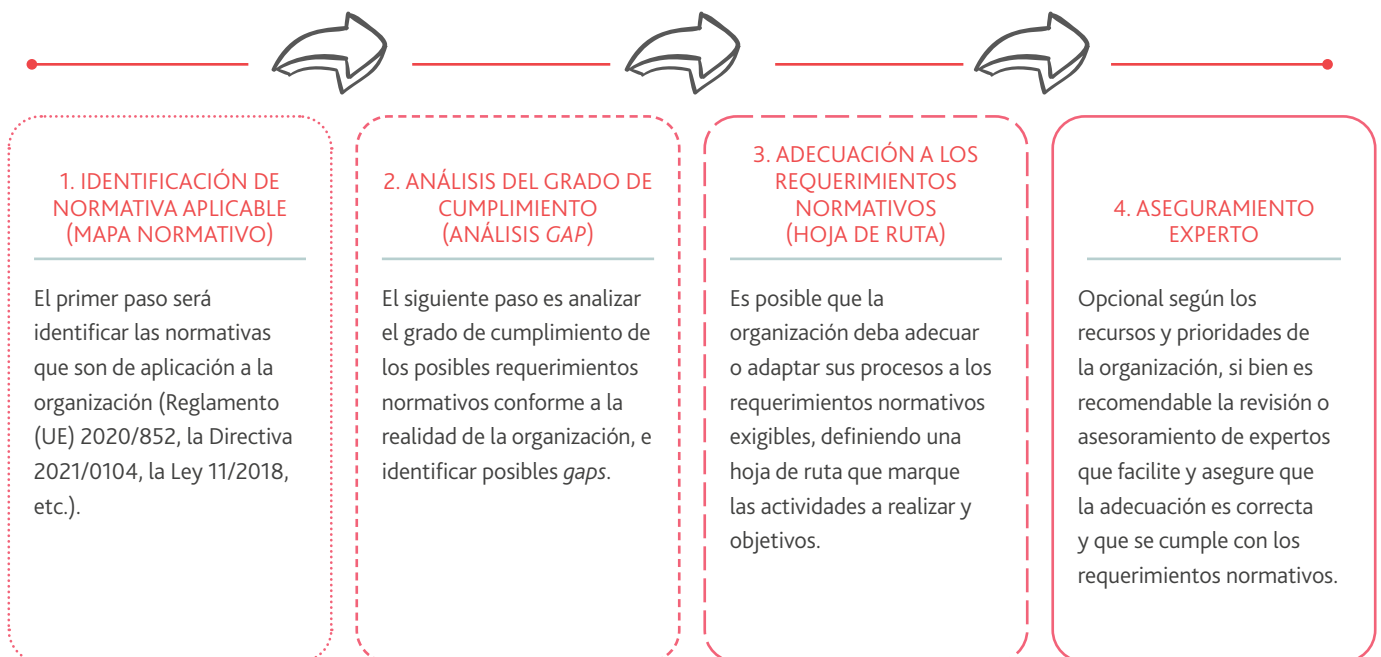 1. IDENTIFICACIÓN DE
NORMATIVA APLICABLE
(MAPA NORMATIVO)
El primer paso será
identificar las normativas
que son de aplicación a la
organización (Reglamento
(UE) 2020/852, la Directiva
2021/0104, la Ley 11/2018,
etc.).
2. ANÁLISIS DEL GRADO DE
CUMPLIMIENTO
(ANÁLISIS GAP)
El siguiente paso es analizar
el grado de cumplimiento de
los posibles requerimientos
normativos conforme a la
realidad de la organización, e
identificar posibles gaps.
3. ADECUACIÓN A LOS
REQUERIMIENTOS
NORMATIVOS
(HOJA DE RUTA)
Es posible que la
organización deba adecuar
o adaptar sus procesos a los
requerimientos normativos
exigibles, definiendo una
hoja de ruta que marque
las actividades a realizar y
objetivos.
4. ASEGURAMIENTO
EXPERTO
Opcional según los
recursos y prioridades de
la organización, si bien es
recomendable la revisión o
asesoramiento de expertos
que facilite y asegure que
la adecuación es correcta
y que se cumple con los
requerimientos normativos.